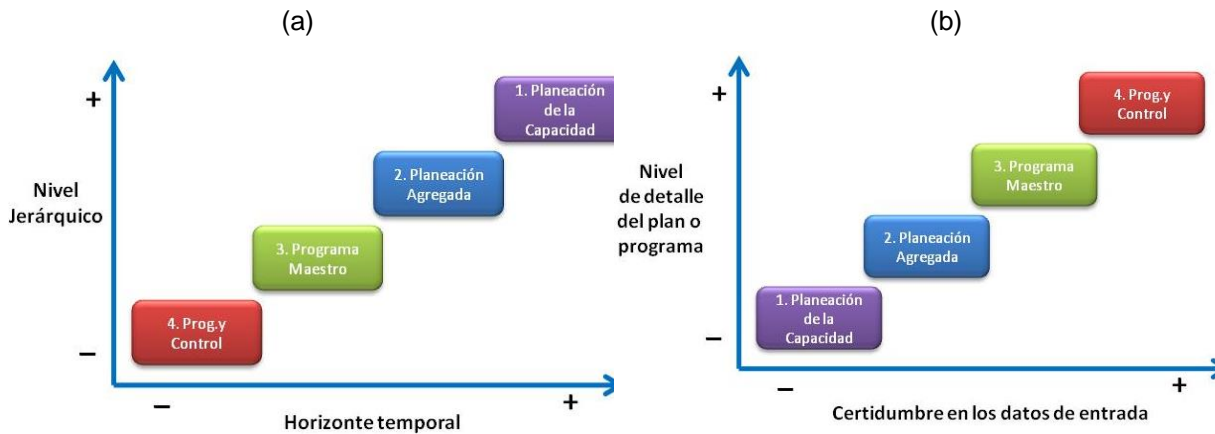 (a)
+
Nivel
Jerárquico
–
1. Planeación
de la
Capacidad
2. Planeación
Agregada
3. Programa
Maestro
4. Prog.y
Control
–
+
Horizonte temporal
(b)
+
Nivel
de detalle
del plan o
programa
–
4. Prog.y
Control
3. Programa
Maestro
2. Planeación
Agregada
1. Planeación
de la
Capacidad
–
+
Certidumbre en los datos de entrada